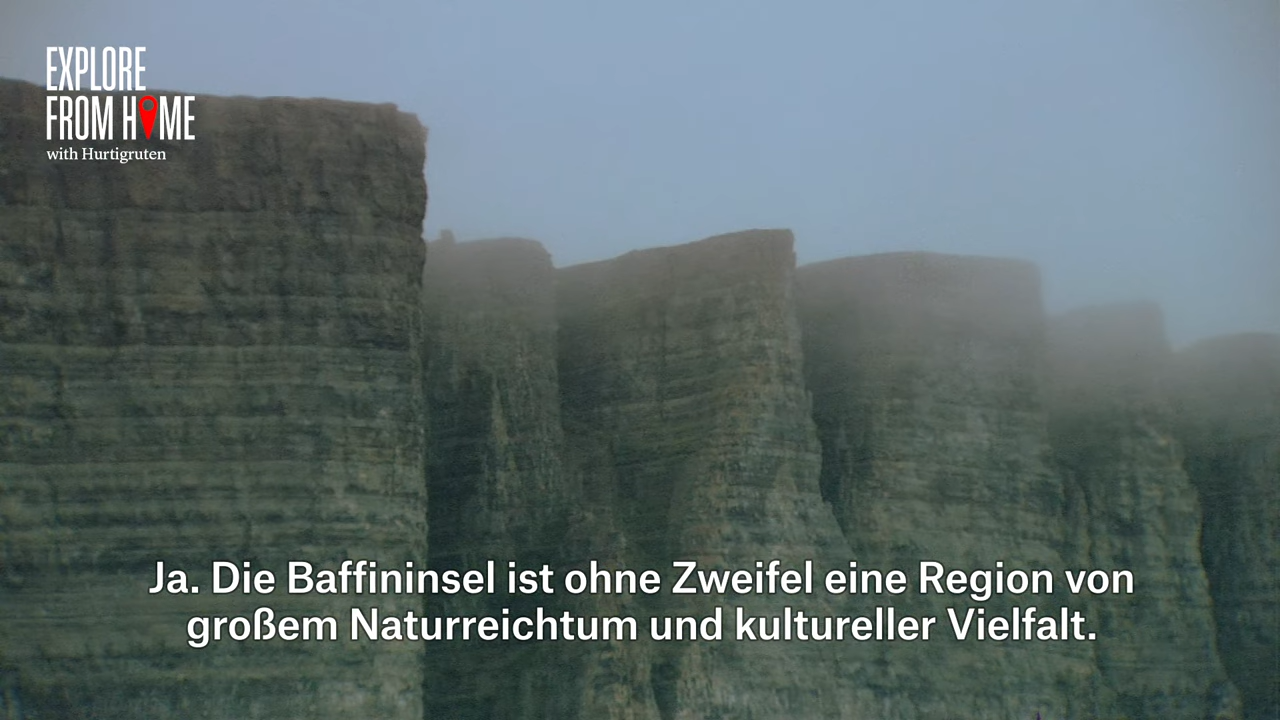 EXPLORE
FROM HOME
with Hurtigruten
Ja. Die Baffininsel ist ohne Zweifel eine Region von
großem Naturreichtum und kultureller Vielfalt.